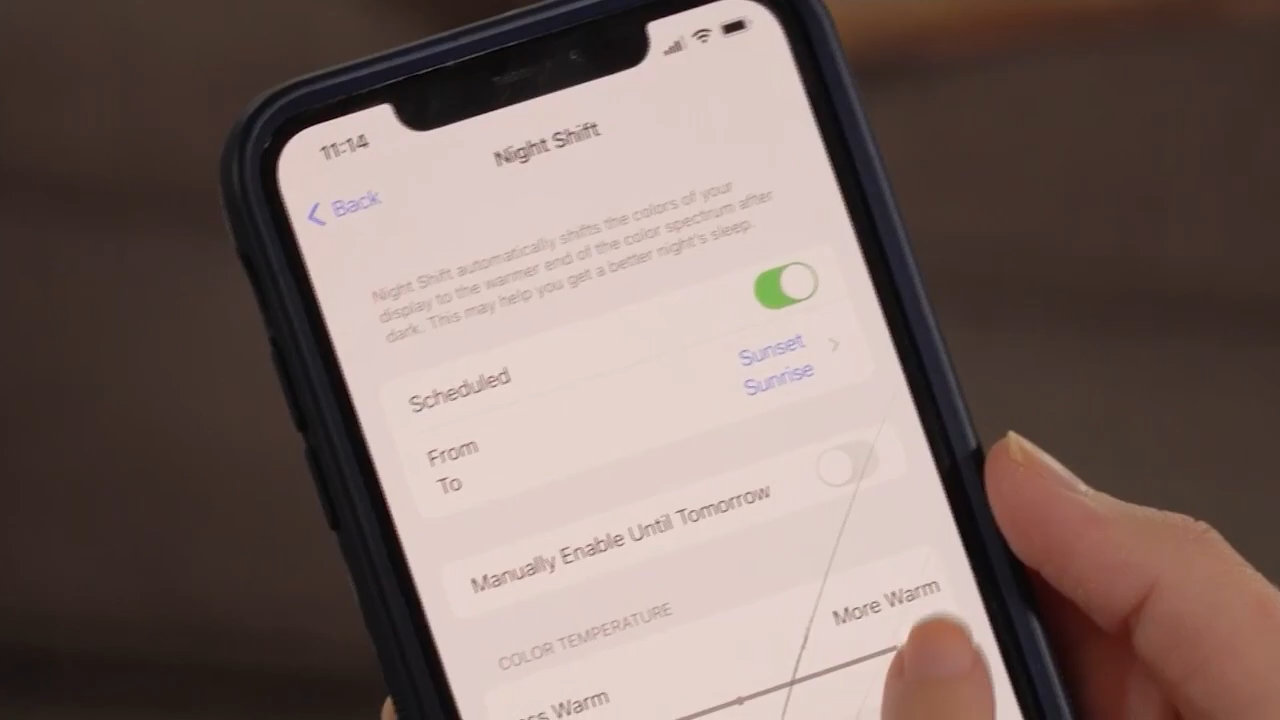 11:14
Night Shift
Back
Night Shift automatically shifts the colors of your
display to the warmer end of the color spectrum after
dark. This may help you get a better night's sleep.
Scheduled
From
To
Sunset
Sunrise
Manually Enable Until Tomorrow
COLOR TEMPERATURE
Warm
More Warm